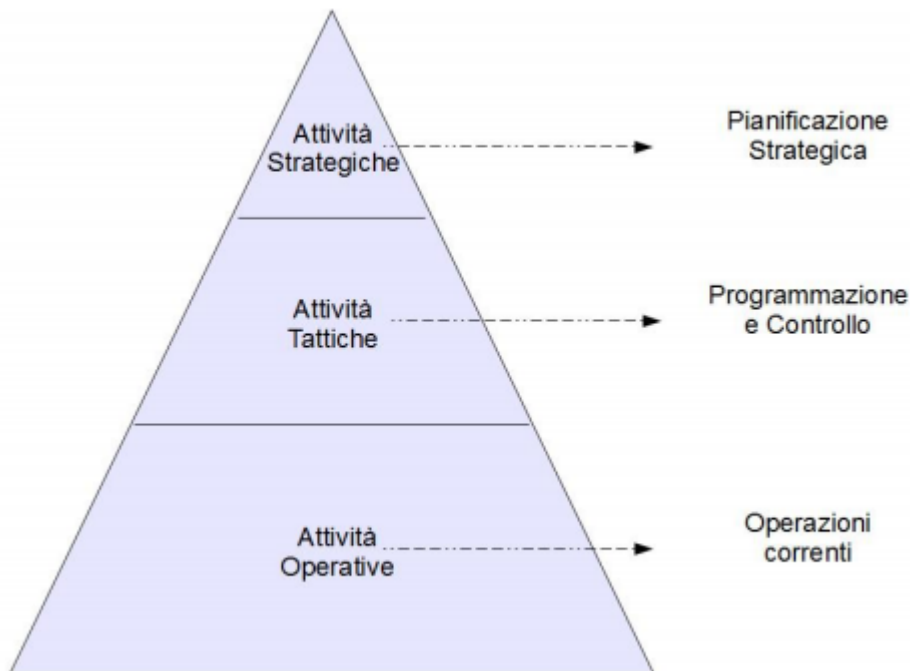 Attività
Strategiche
Pianificazione
Strategica
Attività
Tattiche
Programmazione
e Controllo
Attività
Operative
Operazioni
correnti